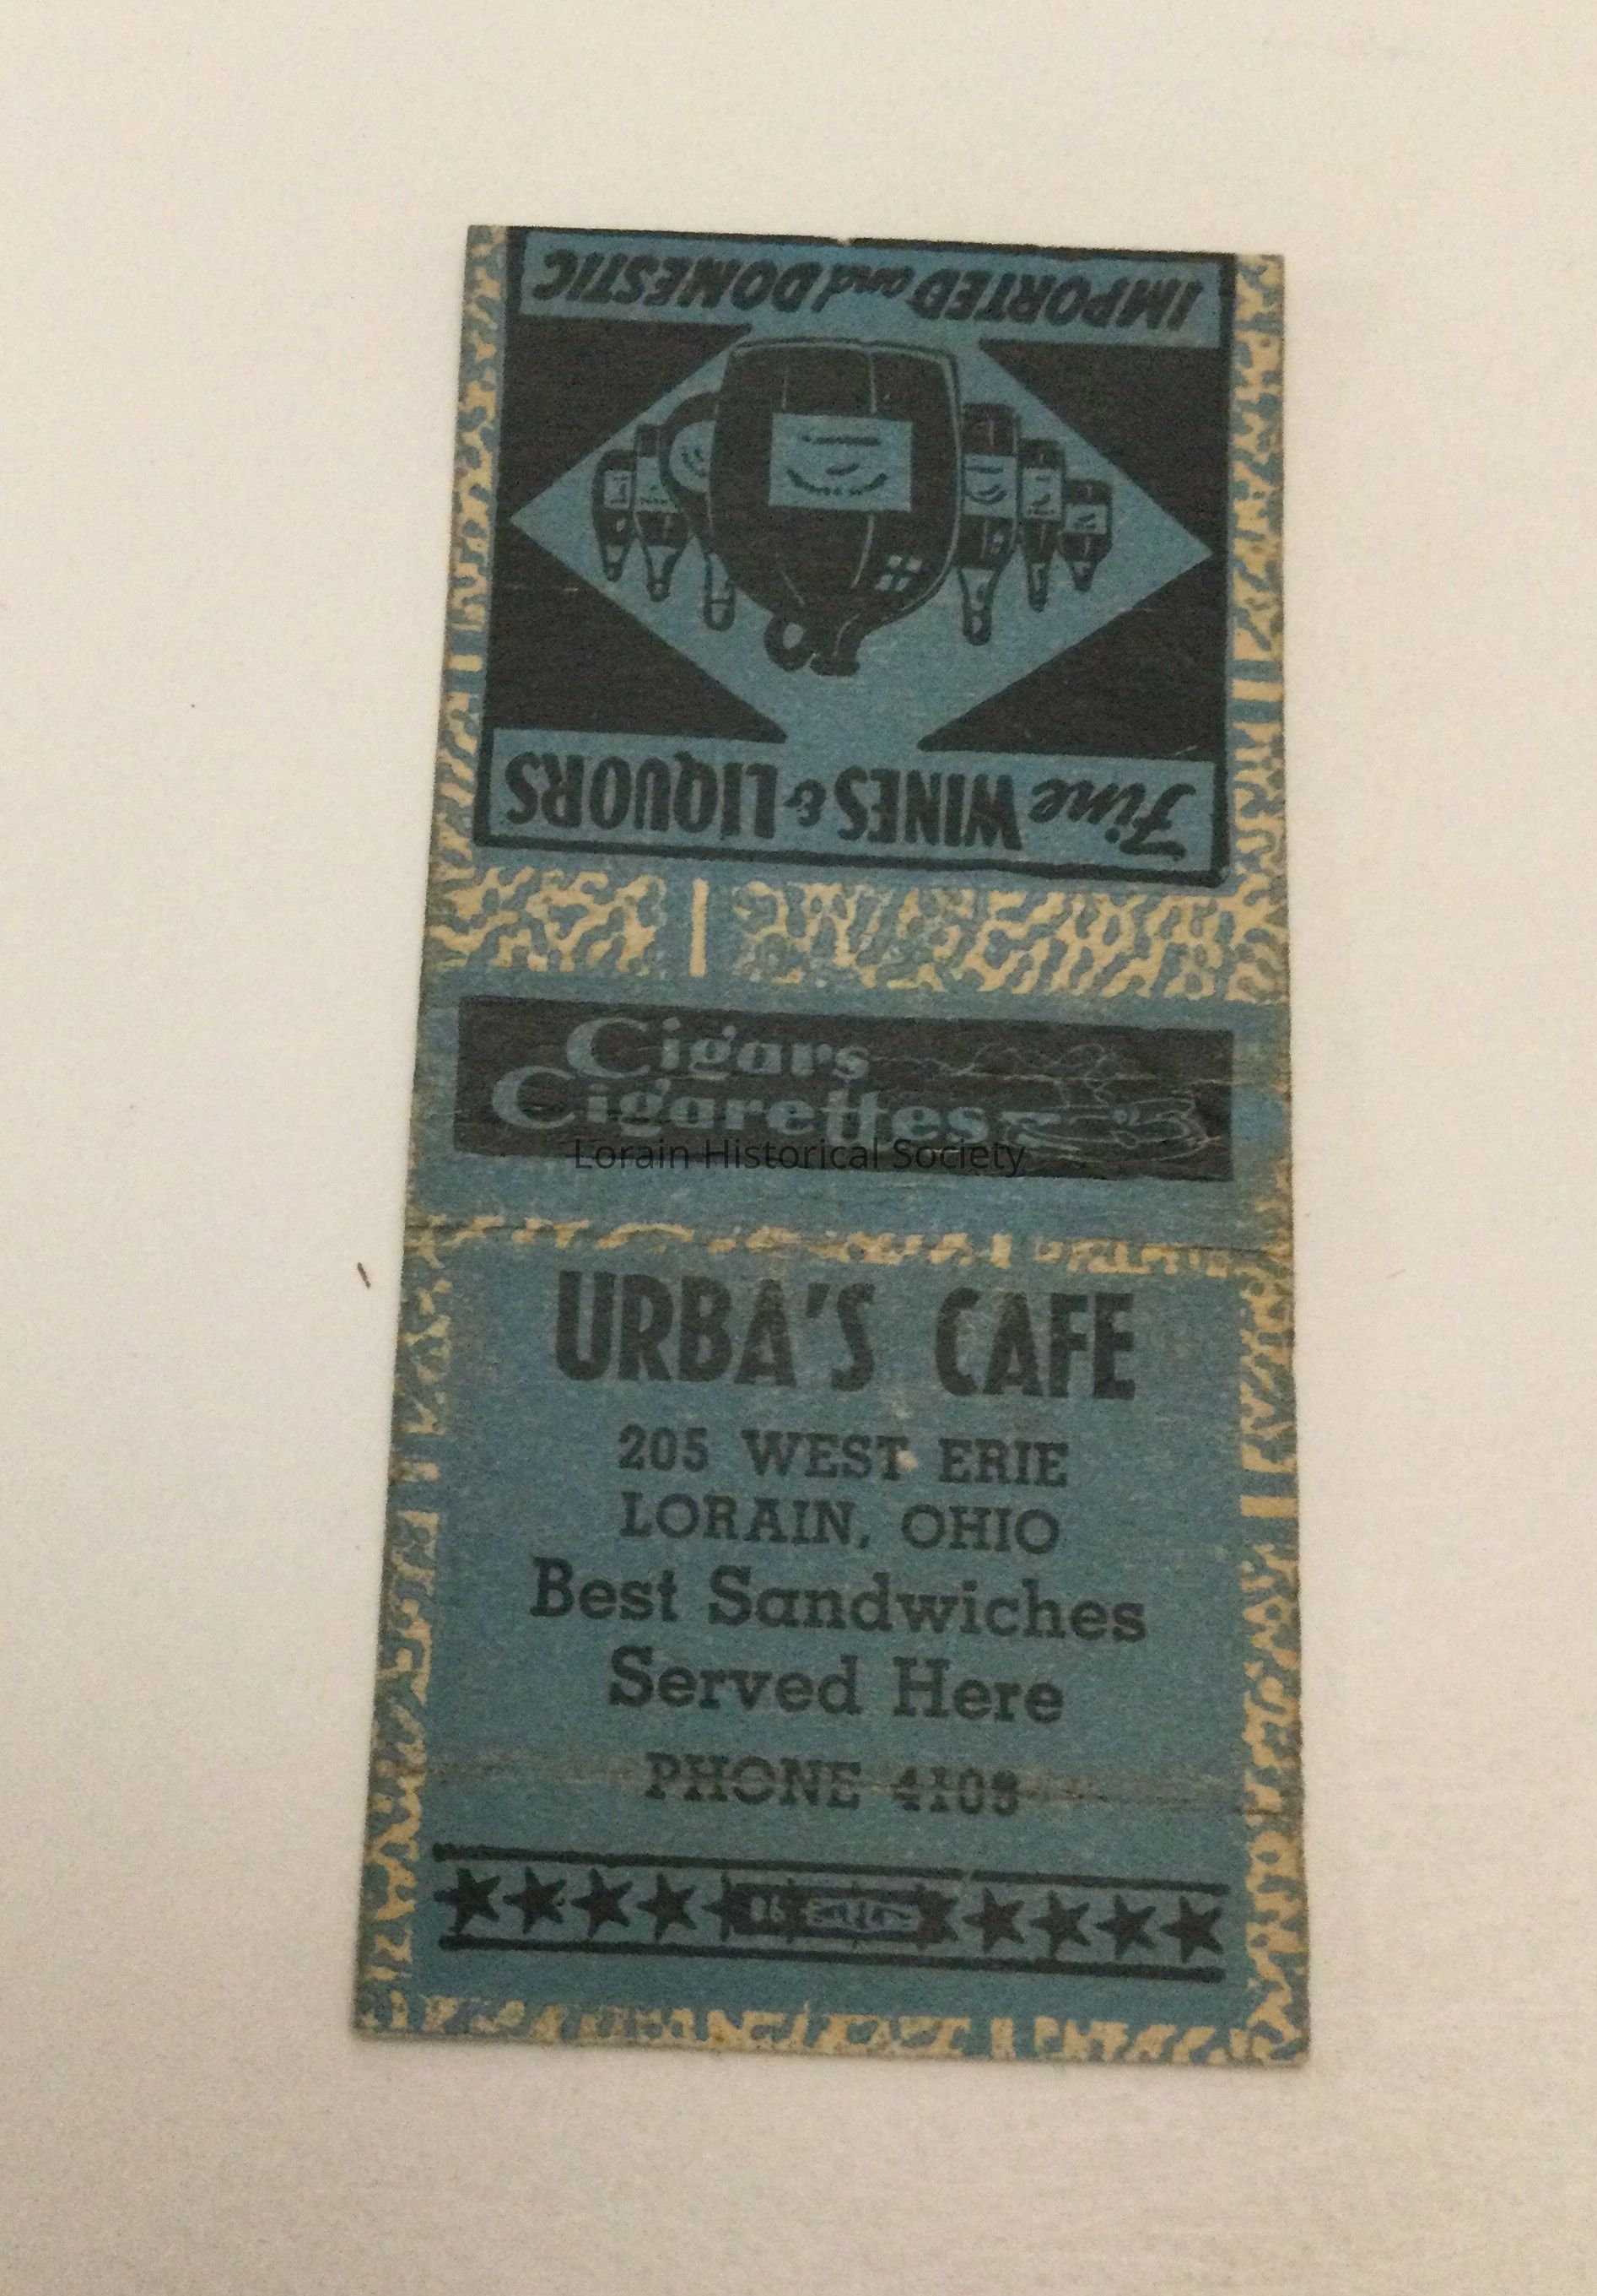 Fine WINES & LIQUORS
IMPORTED and DOMESTIC
Cigars
Cigarettes
Lorain Historical Society
URBA'S CAFE
205 WEST ERIE
LORAIN, OHIO
Best Sandwiches
Served Here
PHONE